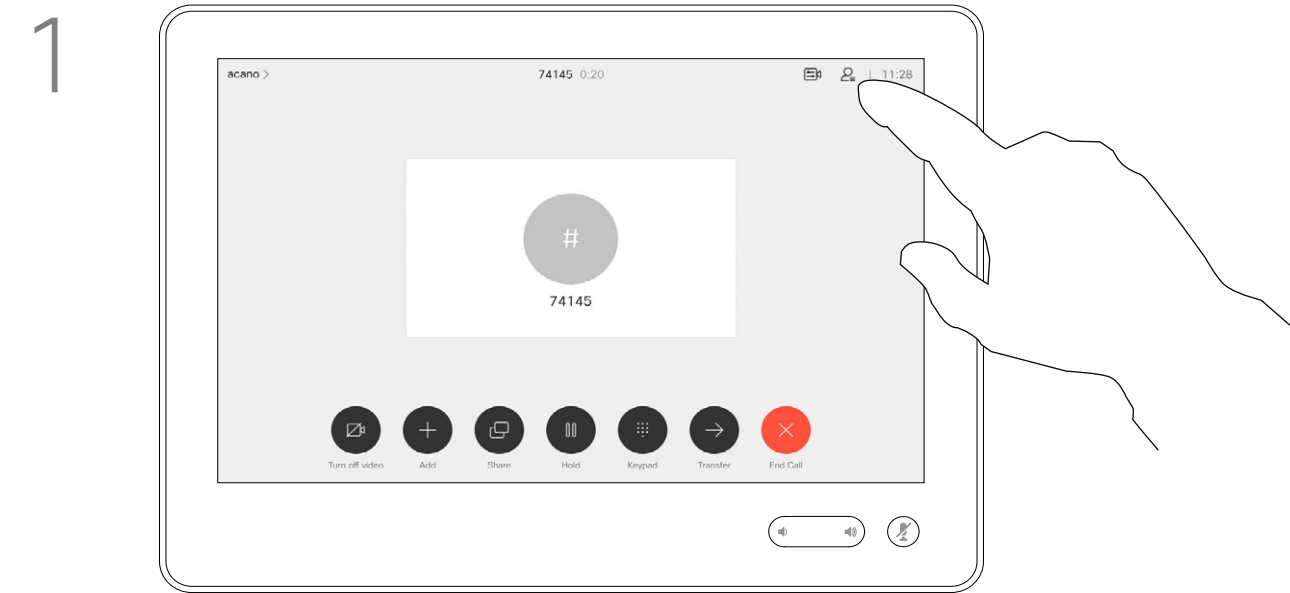 1
acano >
74145 0:20
11:28
#
74145
Turn off video
Add
Share
Hold
Keypad
Transfer
End Call